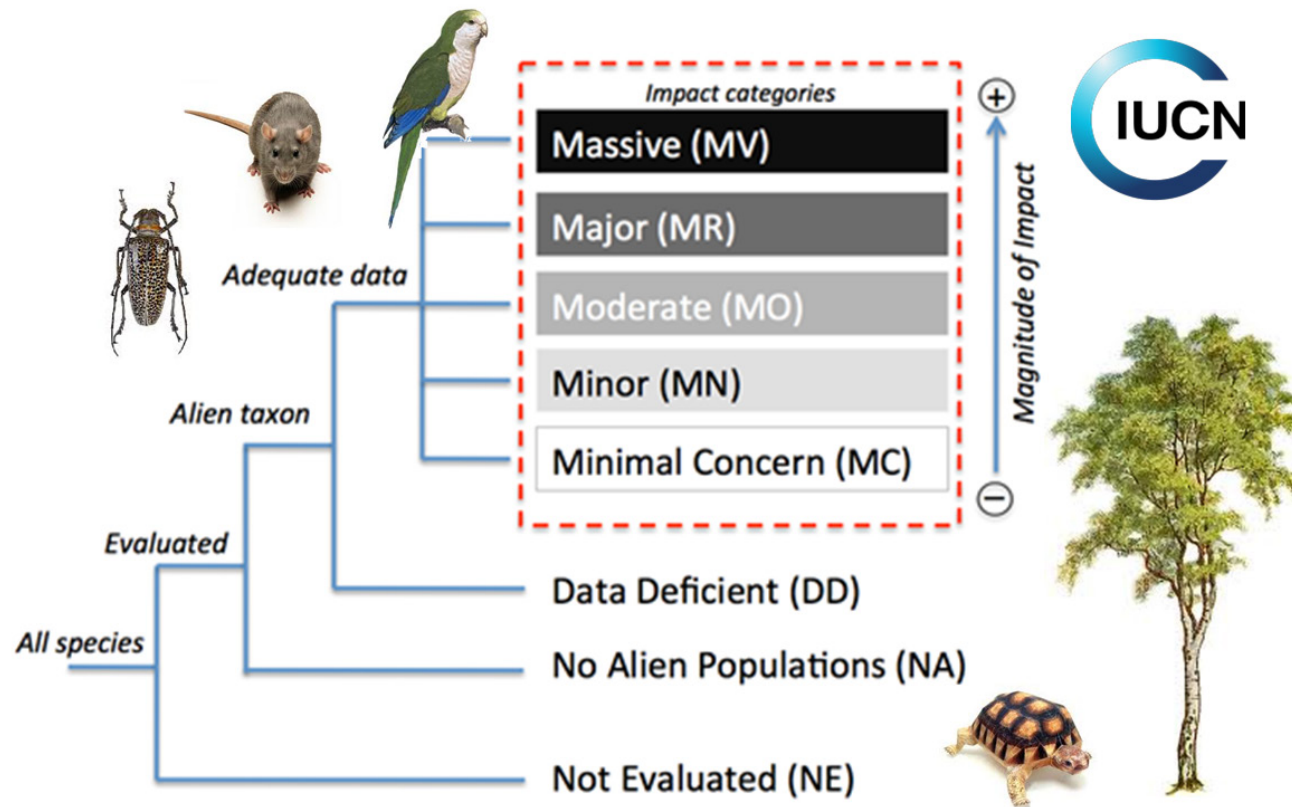 Impact categories
IUCN
Massive (MV)
Major (MR)
Adequate data
Moderate (MO)
Minor (MN)
Magnitude of Impact
Alien taxon
Minimal Concern (MC)
Evaluated
Data Deficient (DD)
All species
No Alien Populations (NA)
Not Evaluated (NE)